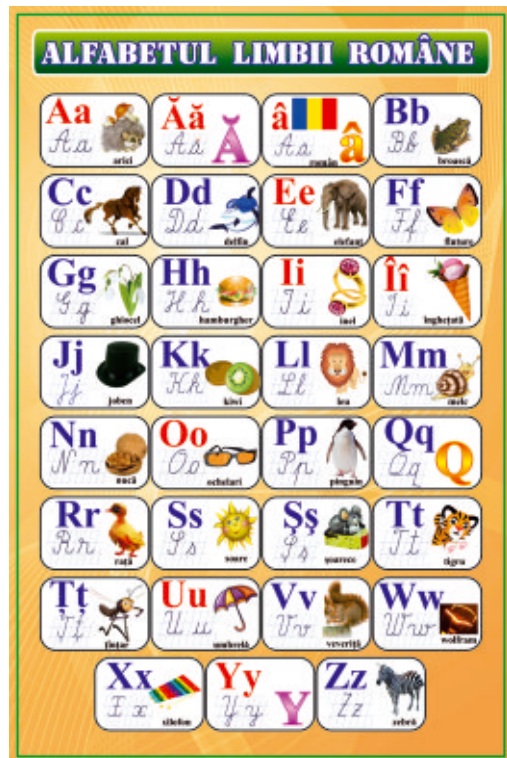 ALFABETUL LIMBII ROMÂNE
Aa
A a
arici
Ăă
Ă ă
Ă
â
â
român
Bb
B b
broască
Cc
C c
cal
Dd
D d
delfin
Ee
E e
elefant
Ff
F f
fluture
Gg
G g
ghiocel
Hh
H h
hamburgher
Ii
I i
inel
Îî
Î î
îngheţată
Jj
J j
joben
Kk
K k
kiwi
Ll
L l
leu
Mm
M m
melc
Nn
N n
nucă
Oo
O o
ochelari
Pp
P p
pinguin
Qq
Q q
Q
Rr
R r
raţă
Ss
S s
soare
Şş
Ş ş
şoarece
Tt
T t
tigru
Ţţ
Ţ ţ
Uu
U u
umbrelă
Vv
V v
veveriţă
Ww
W w
wolfram
Xx
X x
xilofon
Yy
Y y
Y
Zz
Z z
zebră